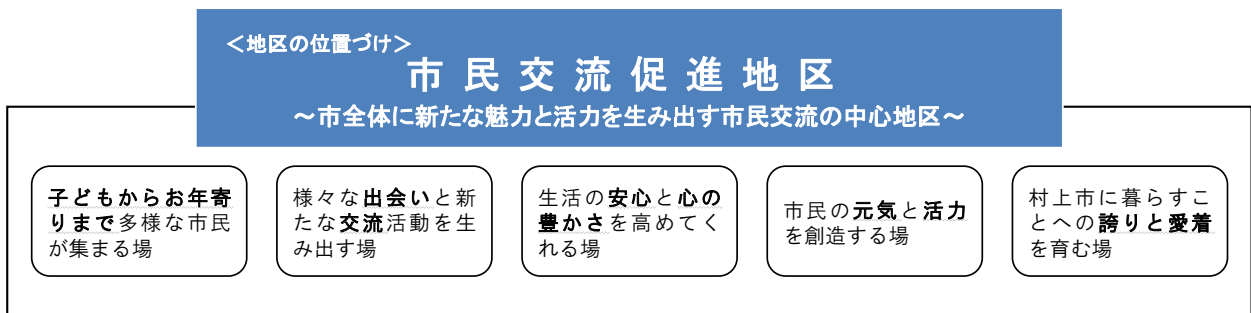 ＜地区の位置づけ＞
市民交流促進地区
～市全体に新たな魅力と活力を生み出す市民交流の中心地区～
子どもからお年寄
りまで多様な市民
が集まる場
様々な出会いと新
たな交流活動を生
み出す場
生活の安心と心の
豊かさを高めてく
れる場
市民の元気と活力
を創造する場
村上市に暮らすこ
とへの誇りと愛着
を育む場